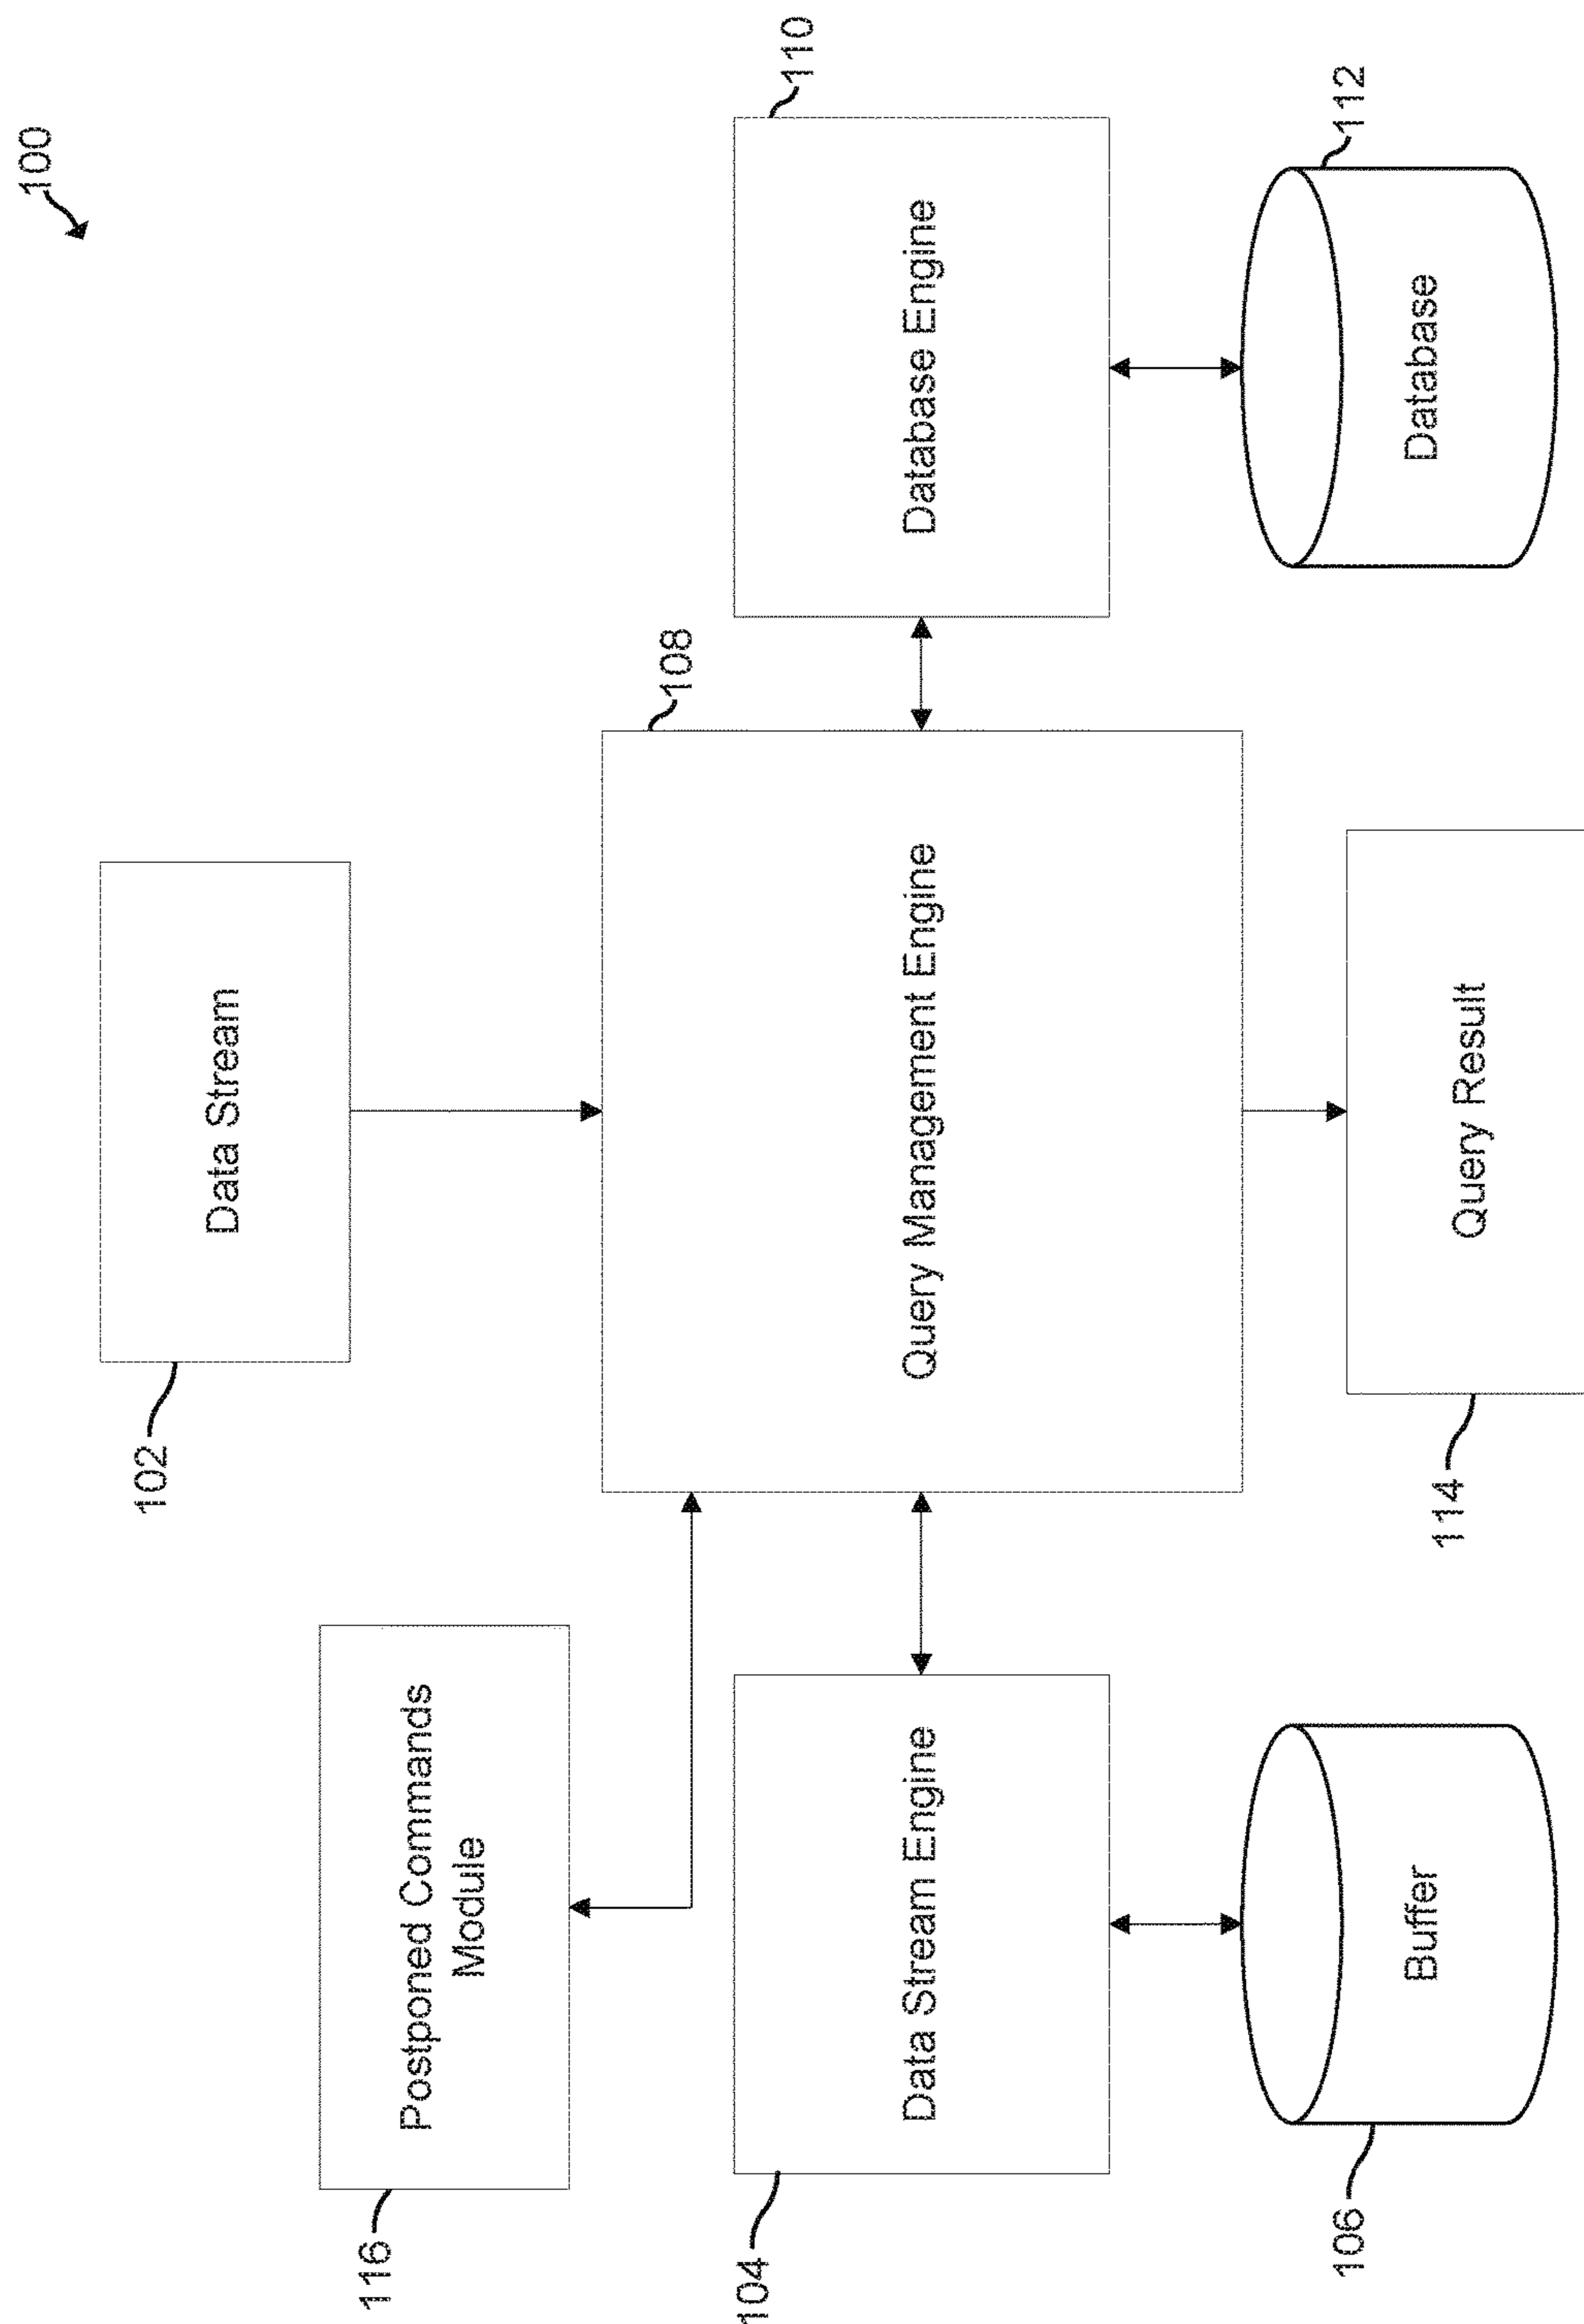 100
Data Stream
102
Postponed Commands
Module
116
108
110
Data Stream Engine
Query Management Engine
Database Engine
104
112
Buffer
Query Result
Database
106
114